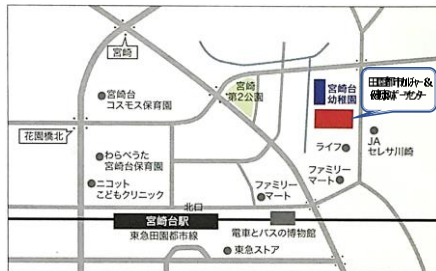 宮崎
宮崎台
コスモス保育園
宮崎
第2公園
宮崎台
幼稚園
花園橋北
わらべうた
宮崎台保育園
ニコット
こどもクリニック
ライフ
JA
セレサ川崎
ファミリー
マート
ファミリー
マート
北口
宮崎台駅
東急田園都市線
電車とバスの博物館
東急ストア